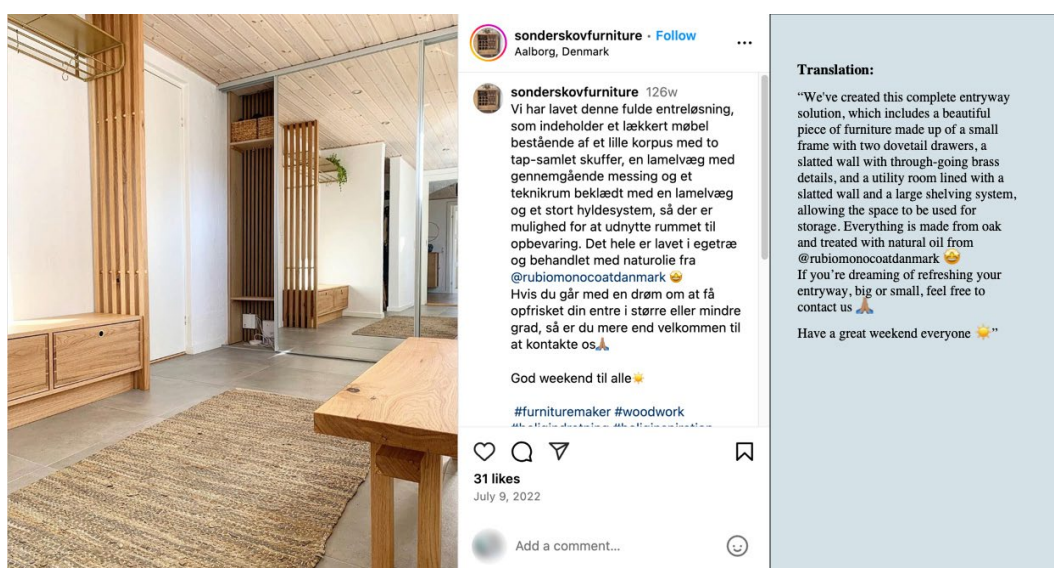 sonderskovfurniture · Follow
Aalborg, Denmark
sonderskovfurniture 126w
Vi har lavet denne fulde entreløsning,
som indeholder et lækkert møbel
bestående af et lille korpus med to
tap-samlet skuffer, en lamelvæg med
gennemgående messing og et
teknikrum beklædt med en lamelvæg
og et stort hyldesystem, så der er
mulighed for at udnytte rummet til
opbevaring. Det hele er lavet i egetræ
og behandlet med naturolie fra
@rubiomonocoatdanmark 🤩
Hvis du går med en drøm om at få
opfrisket din entre i større eller mindre
grad, så er du mere end velkommen til
at kontakte os🙏🏽
God weekend til alle☀️
#furnituremaker #woodwork
31 likes
July 9, 2022
Add a comment...
Translation:
“We've created this complete entryway
solution, which includes a beautiful
piece of furniture made up of a small
frame with two dovetail drawers, a
slatted wall with through-going brass
details, and a utility room lined with a
slatted wall and a large shelving system,
allowing the space to be used for
storage. Everything is made from oak
and treated with natural oil from
@rubiomonocoatdanmark 🤩
If you’re dreaming of refreshing your
entryway, big or small, feel free to
contact us 🙏🏽
Have a great weekend everyone ☀️”